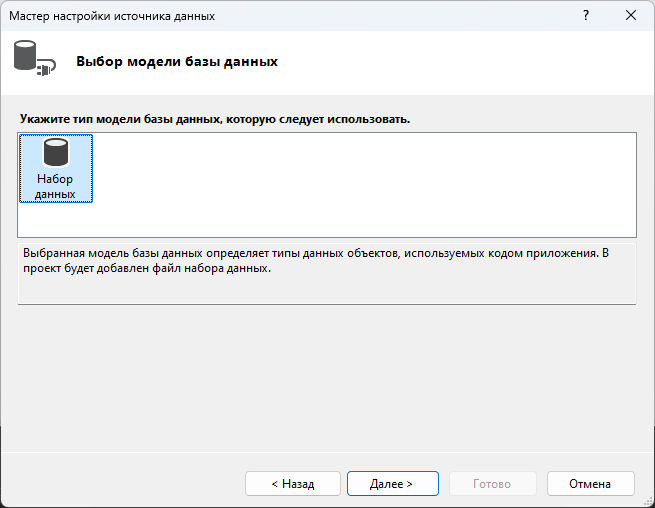 Мастер настройки источника данных
?
Выбор модели базы данных
Укажите тип модели базы данных, которую следует использовать.
Набор
данных
Выбранная модель базы данных определяет типы данных объектов, используемых кодом приложения. В
проект будет добавлен файл набора данных.
< Назад
Далее >
Готово
Отмена